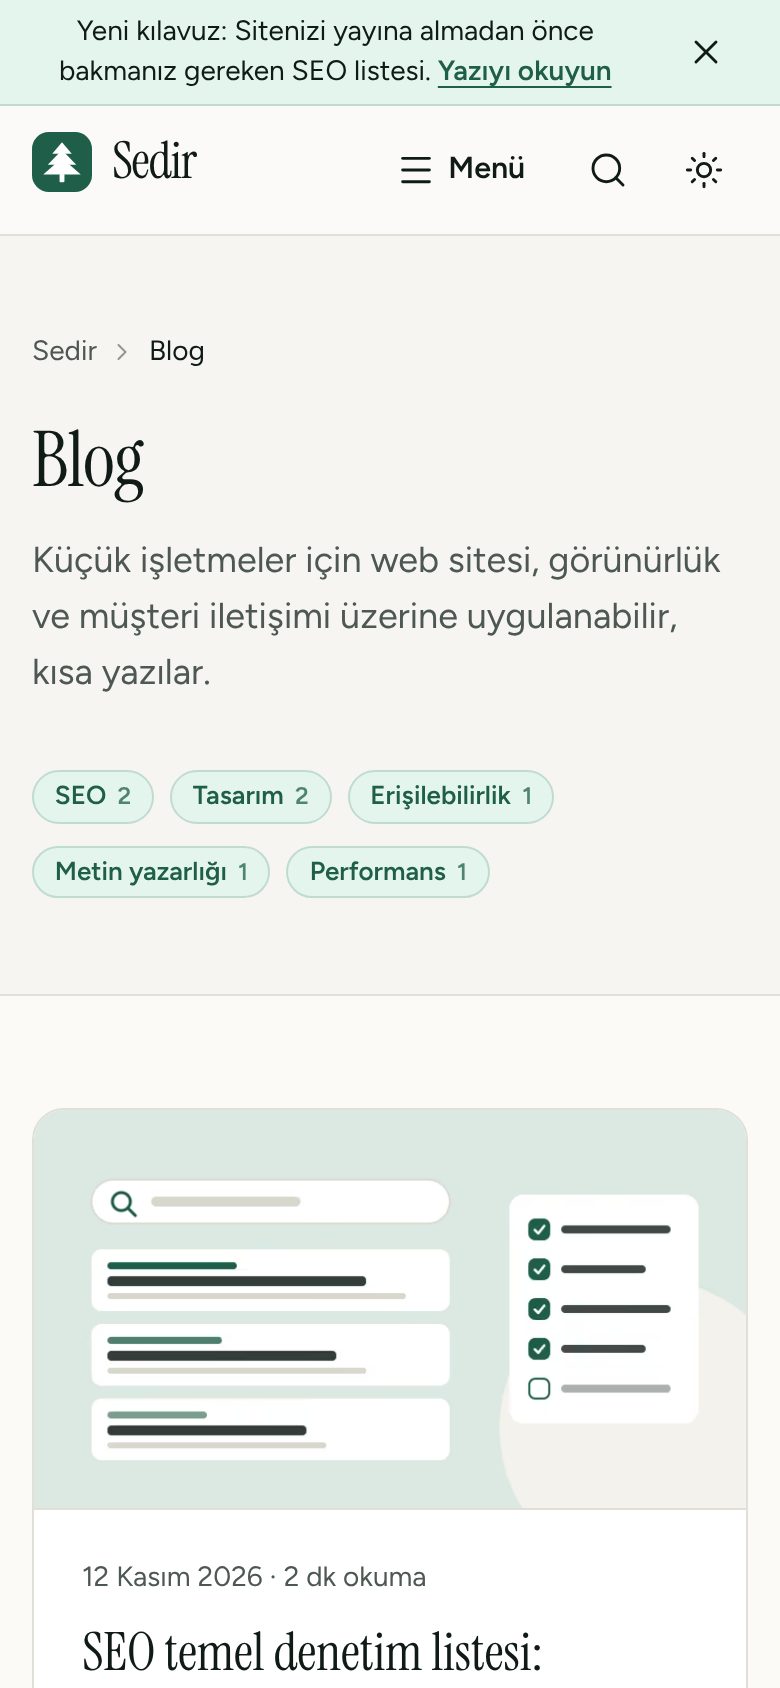 Yeni kılavuz: Sitenizi yayına almadan önce
bakmanız gereken SEO listesi. Yazıyı okuyun
Sedir
Menü
Sedir
Blog
Blog
Küçük işletmeler için web sitesi, görünürlük
ve müşteri iletişimi üzerine uygulanabilir,
kısa yazılar.
SEO 2
Tasarım 2
Erişilebilirlik 1
Metin yazarlığı 1
Performans 1
12 Kasım 2026 · 2 dk okuma
SEO temel denetim listesi: